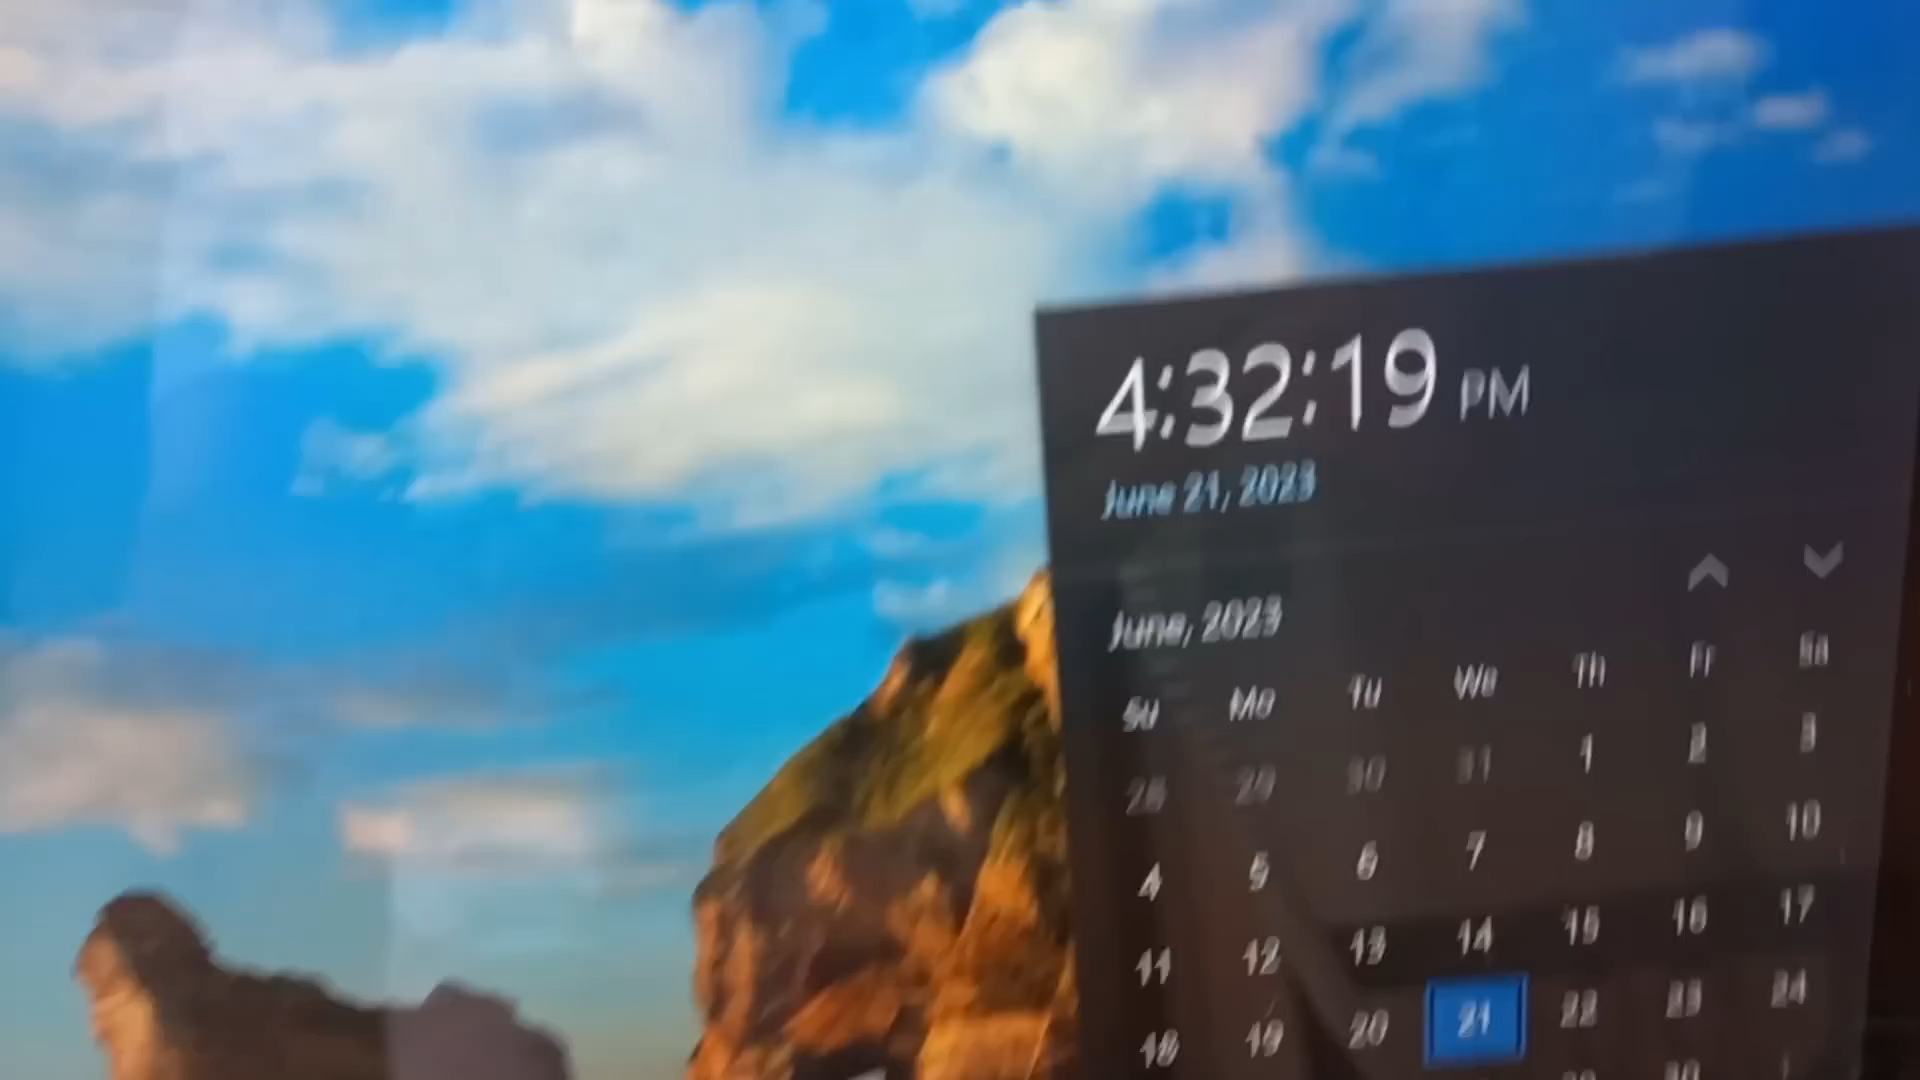 4:32:19 PM
June 21, 2023
June, 2023
Su Mo Tu We Th Fr Sa
28 29 30 31 1 2 3
4 5 6 7 8 9 10
11 12 13 14 15 16 17
18 19 20 21 22 23 24